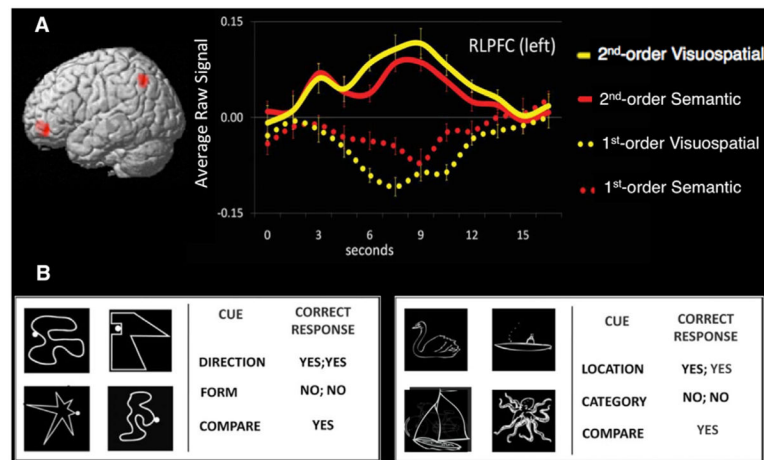 A
RLPFC (left)
Average Raw Signal
0.15
0.00
-0.15
0 3 6 9 12 15
seconds
2nd-order Visuospatial
2nd-order Semantic
1st-order Visuospatial
1st-order Semantic
B
CUE CORRECT
RESPONSE
DIRECTION YES;YES
FORM NO; NO
COMPARE YES
CUE CORRECT
RESPONSE
LOCATION YES; YES
CATEGORY NO; NO
COMPARE YES